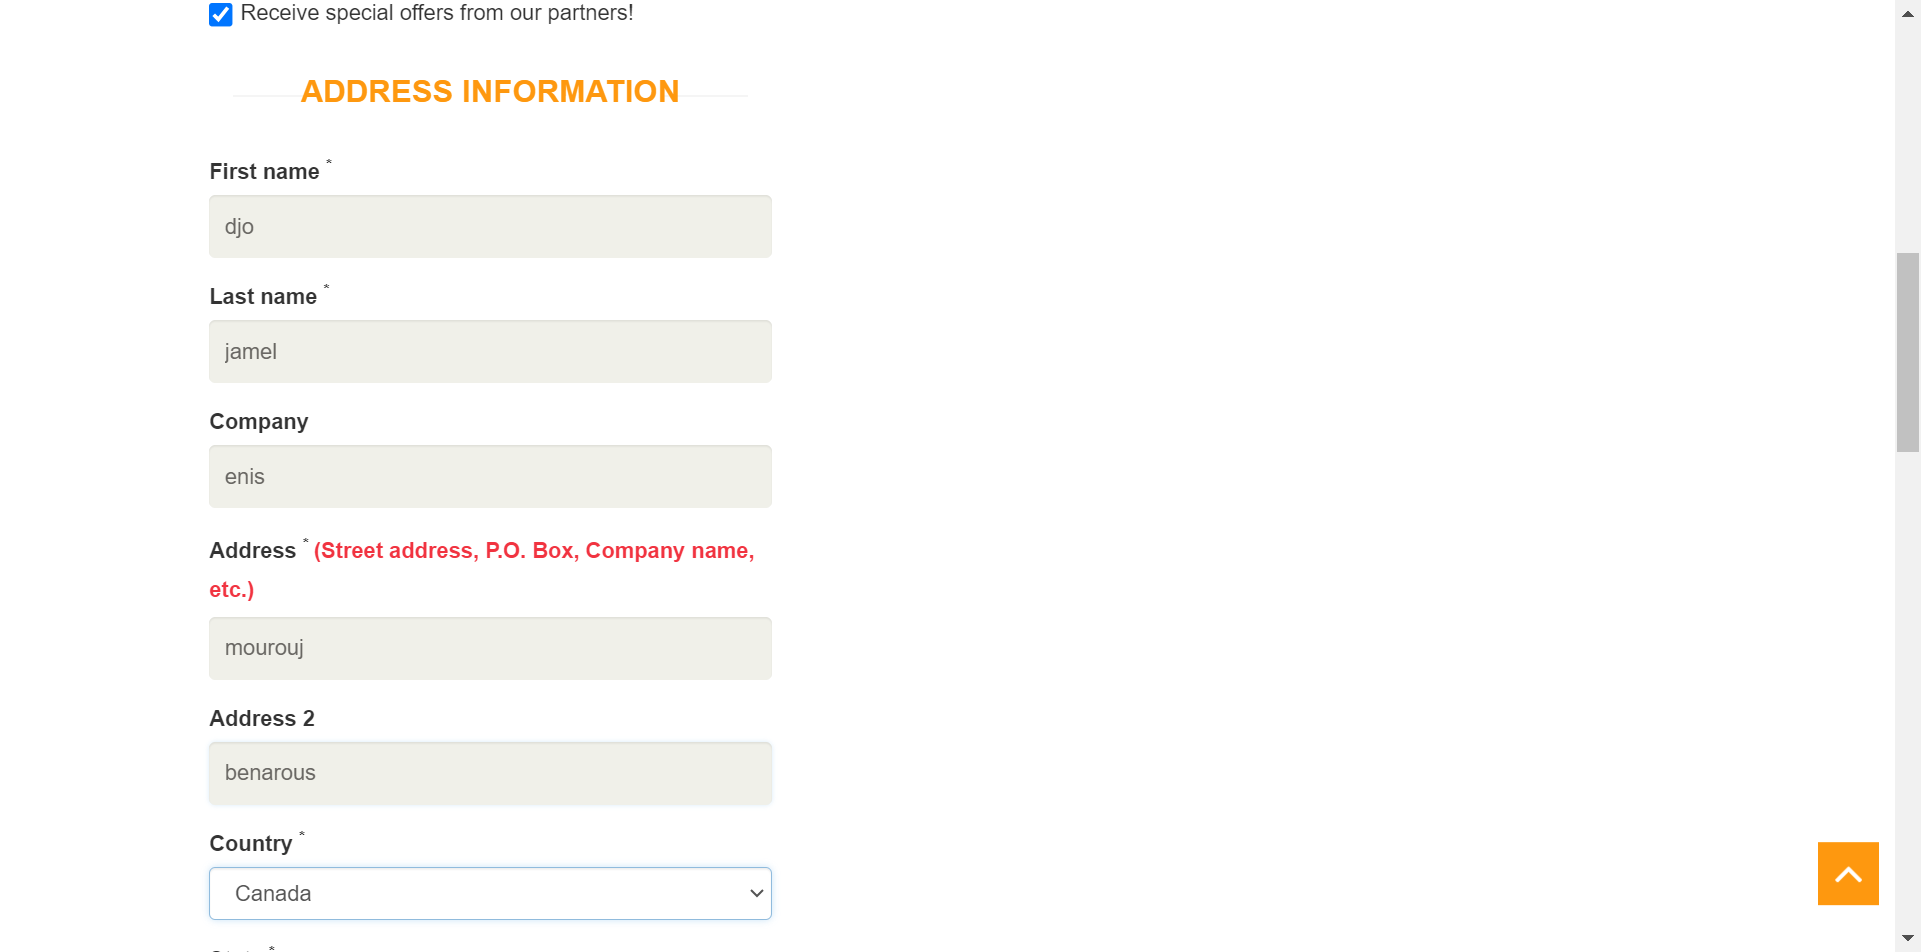 Receive special offers from our partners!
ADDRESS INFORMATION
First name *
djo
Last name *
jamel
Company
enis
Address * (Street address, P.O. Box, Company name,
etc.)
mourouj
Address 2
benarous
Country *
Canada